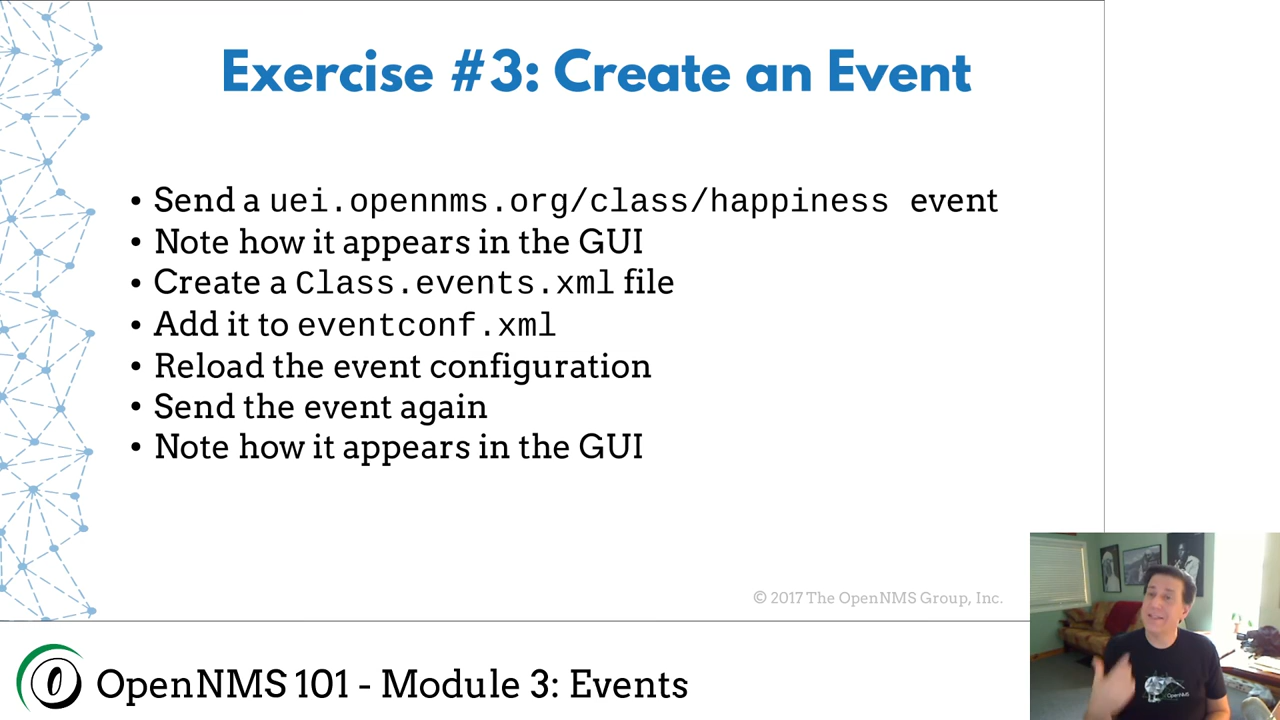 Exercise #3: Create an Event
• Send a uei.opennms.org/class/happiness event
• Note how it appears in the GUI
• Create a Class.events.xml file
• Add it to eventconf.xml
• Reload the event configuration
• Send the event again
• Note how it appears in the GUI
© 2017 The OpenNMS Group, Inc.
OpenNMS
OpenNMS 101 - Module 3: Events